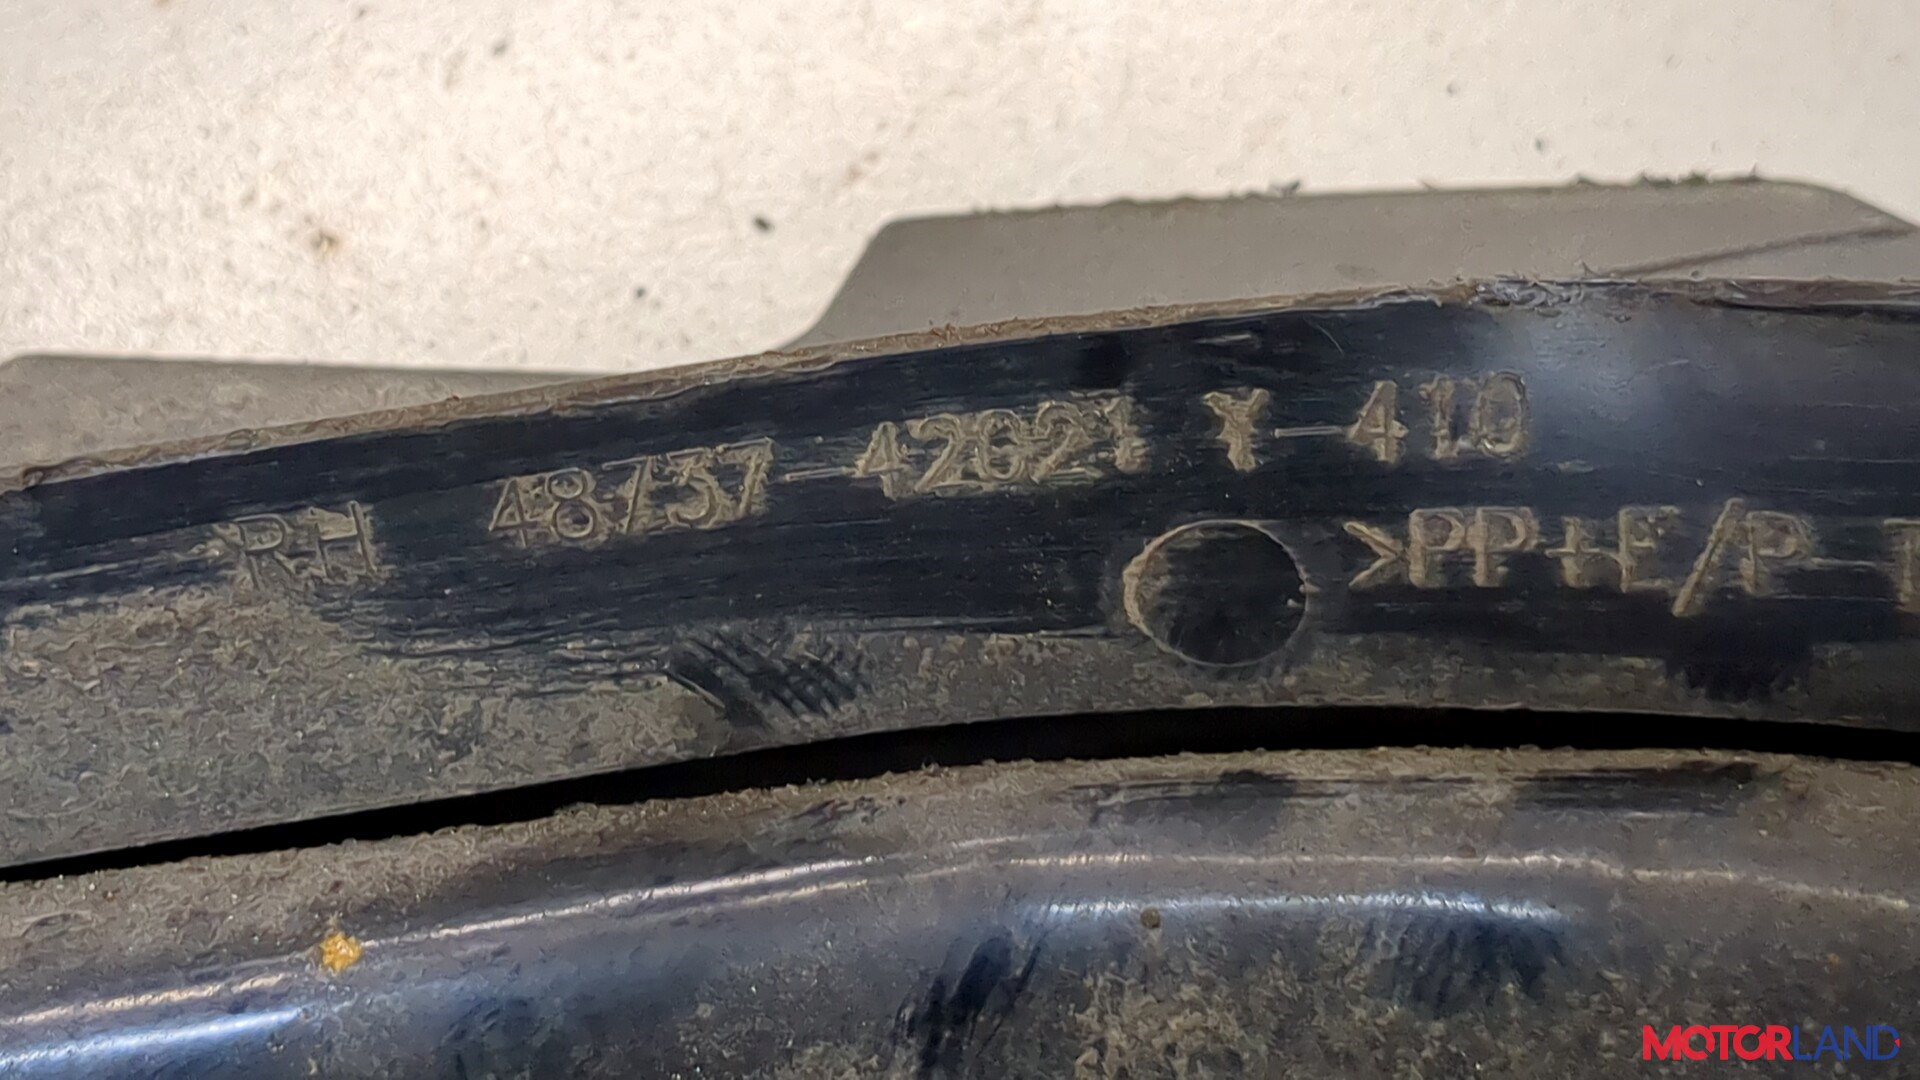 RH 48737-42021 Y-410
>PP+E/P-T
MOTORLAND